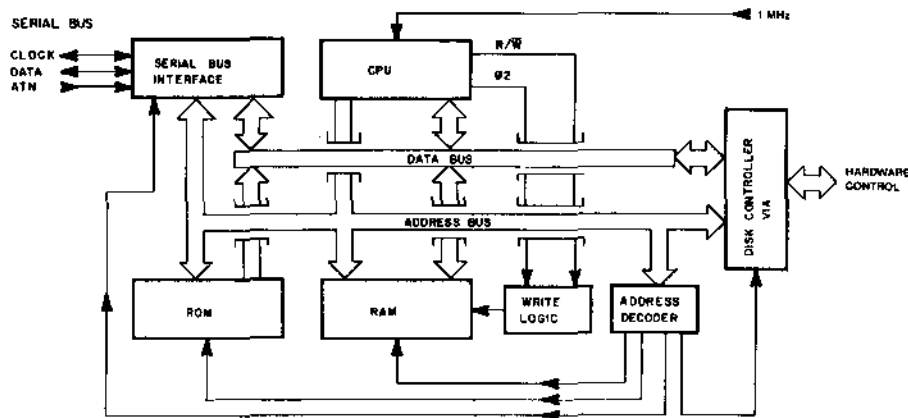 SERIAL BUS
1 MHz
CLOCK
DATA
ATN
SERIAL BUS
INTERFACE
CPU
R/W̅
Ø2
DATA BUS
ADDRESS BUS
DISK CONTROLLER
VIA
HARDWARE
CONTROL
ROM
RAM
WRITE
LOGIC
ADDRESS
DECODER